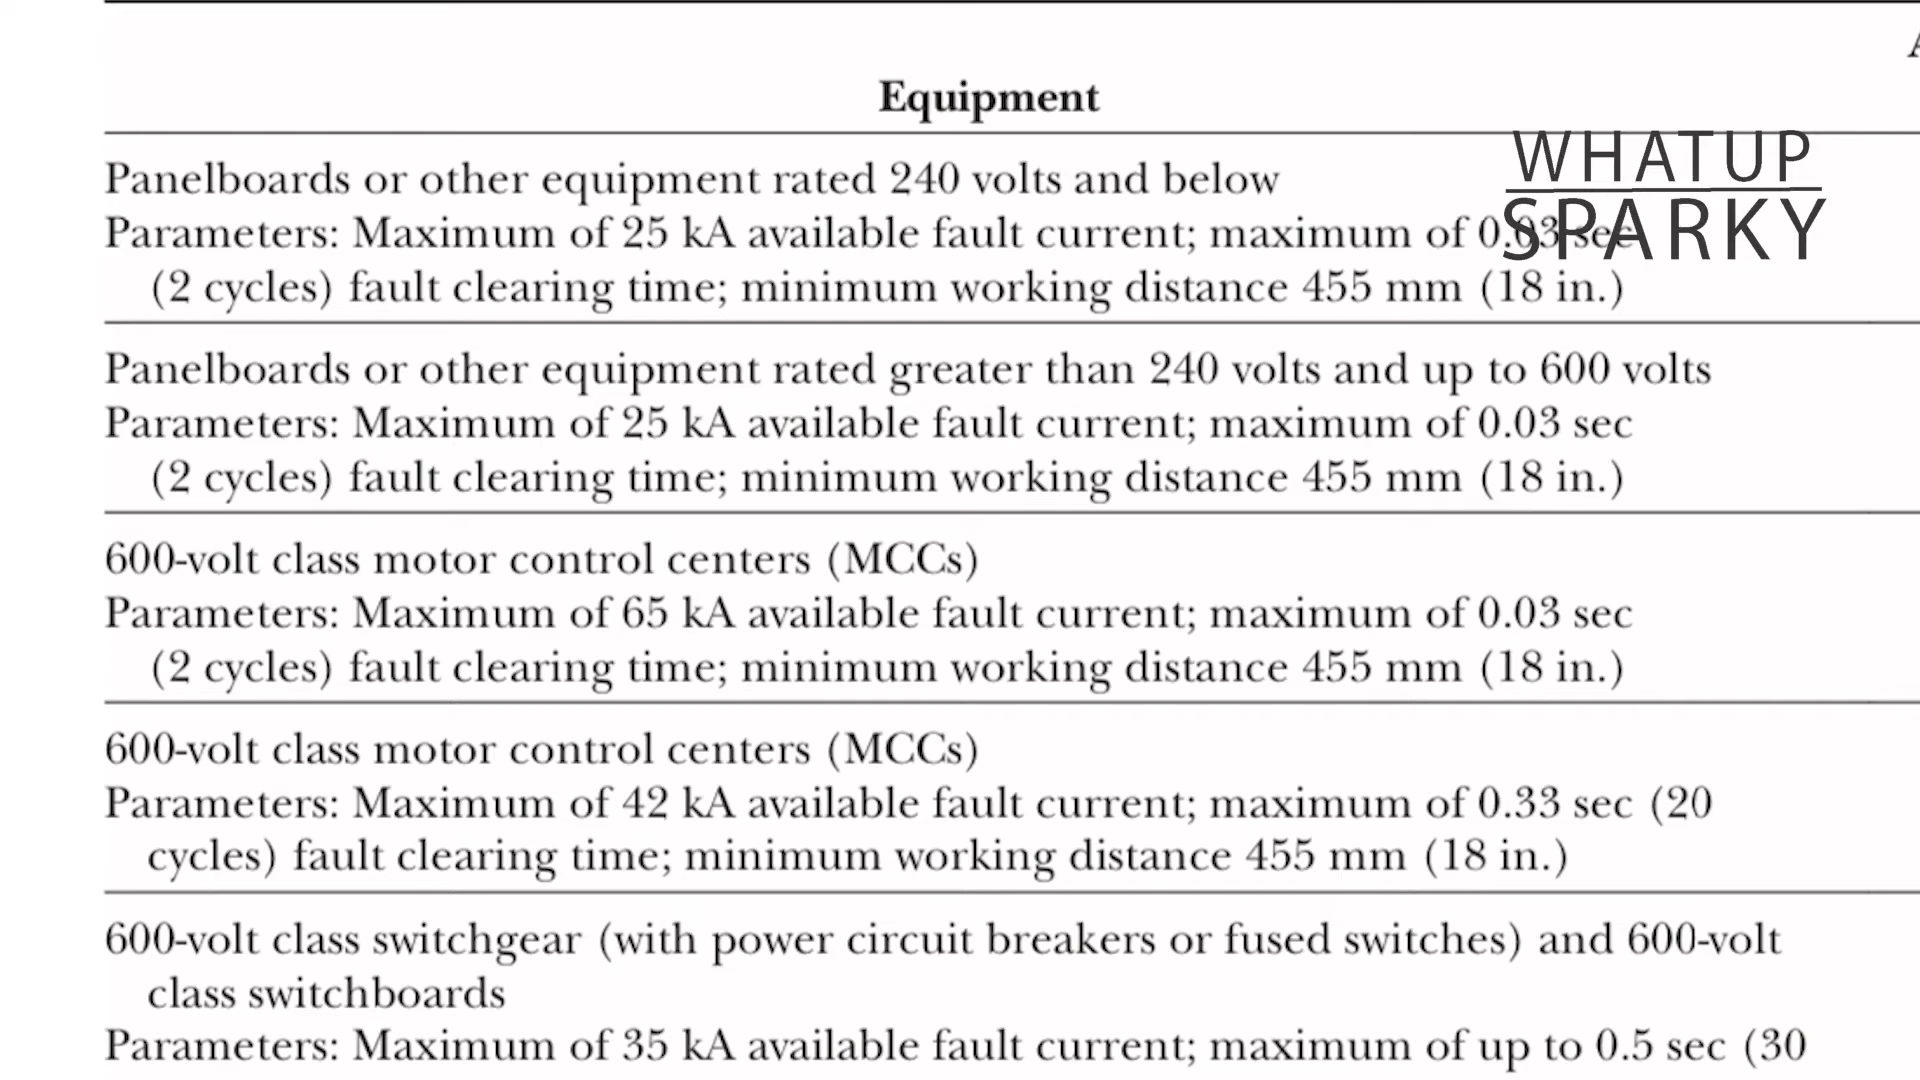 Equipment
Panelboards or other equipment rated 240 volts and below
Parameters: Maximum of 25 kA available fault current; maximum of 0.03 sec
(2 cycles) fault clearing time; minimum working distance 455 mm (18 in.)
WHATUP
SPARKY
Panelboards or other equipment rated greater than 240 volts and up to 600 volts
Parameters: Maximum of 25 kA available fault current; maximum of 0.03 sec
(2 cycles) fault clearing time; minimum working distance 455 mm (18 in.)
600-volt class motor control centers (MCCs)
Parameters: Maximum of 65 kA available fault current; maximum of 0.03 sec
(2 cycles) fault clearing time; minimum working distance 455 mm (18 in.)
600-volt class motor control centers (MCCs)
Parameters: Maximum of 42 kA available fault current; maximum of 0.33 sec (20
cycles) fault clearing time; minimum working distance 455 mm (18 in.)
600-volt class switchgear (with power circuit breakers or fused switches) and 600-volt
class switchboards
Parameters: Maximum of 35 kA available fault current; maximum of up to 0.5 sec (30